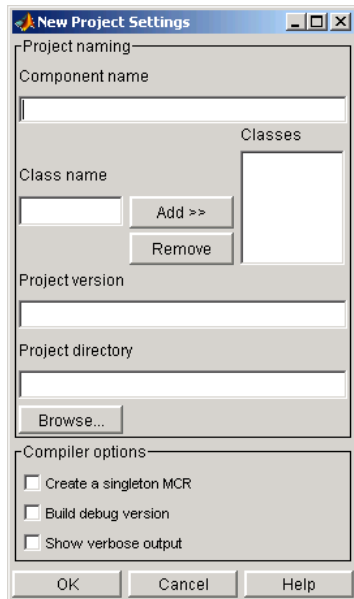 New Project Settings
Project naming
Component name
Classes
Class name
Add >>
Remove
Project version
Project directory
Browse...
Compiler options
Create a singleton MCR
Build debug version
Show verbose output
OK Cancel Help